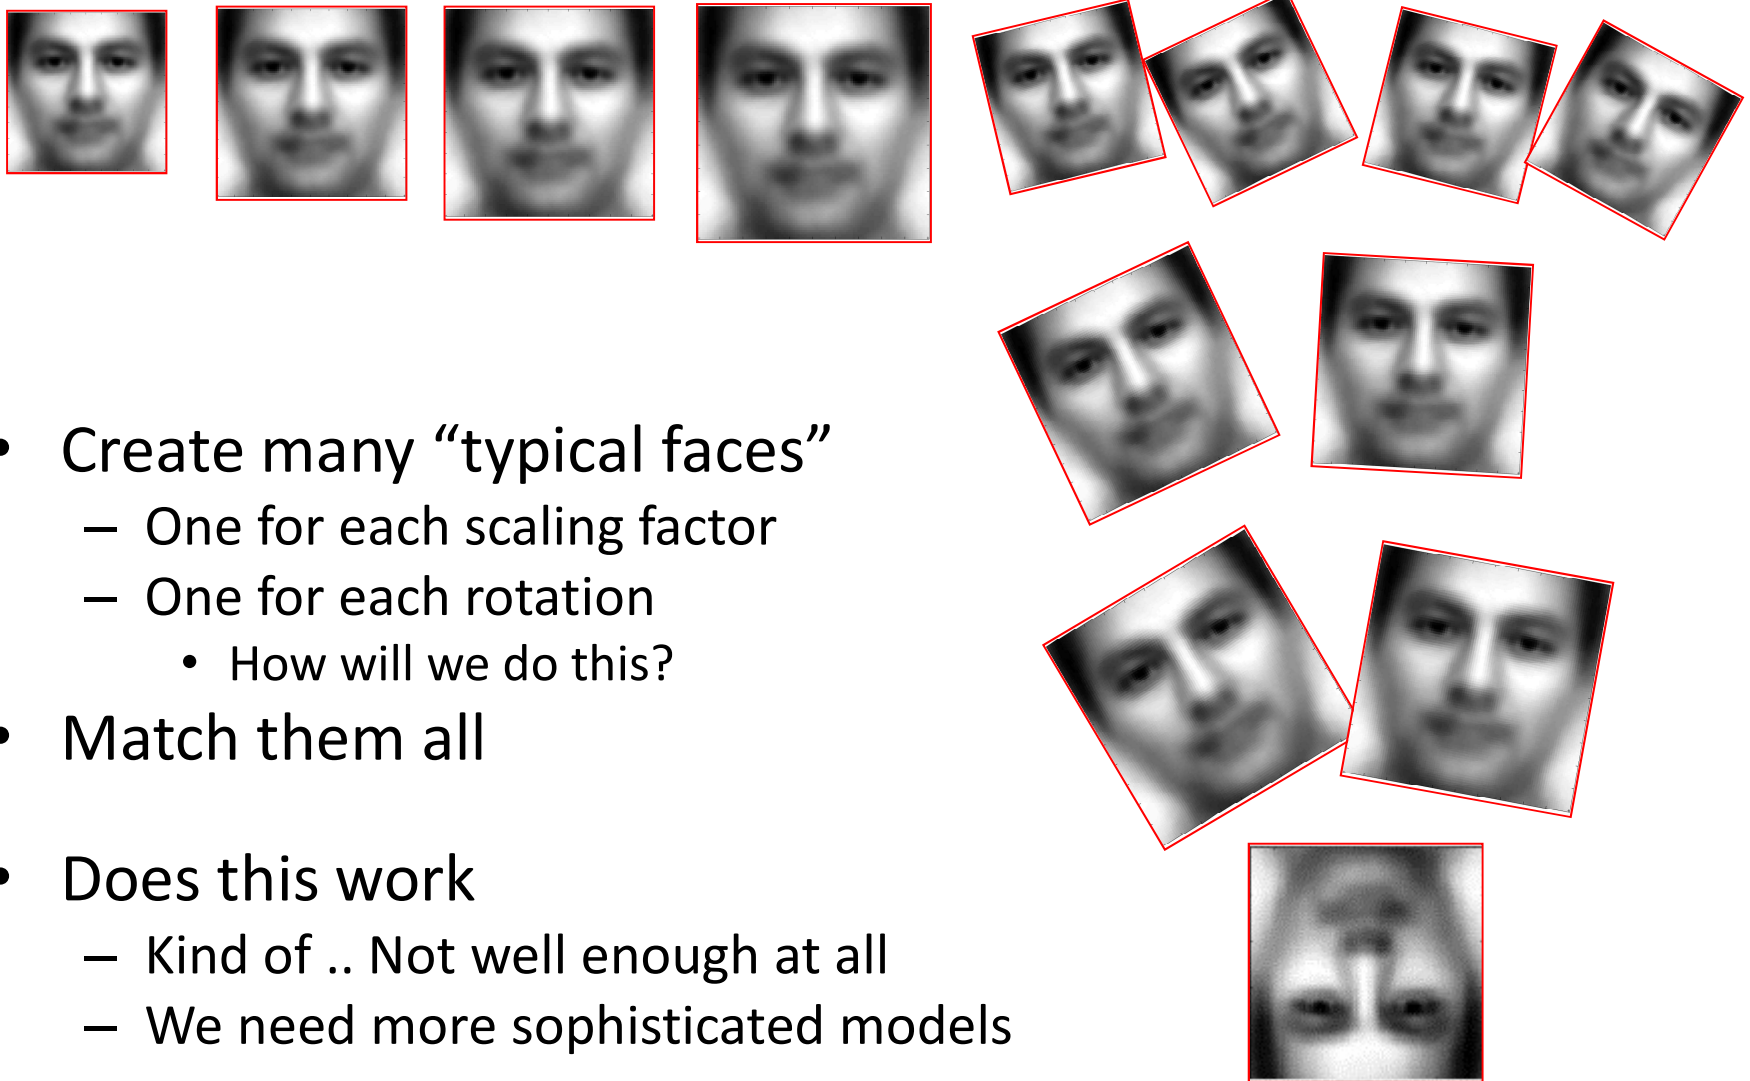 • Create many “typical faces”
– One for each scaling factor
– One for each rotation
• How will we do this?
• Match them all
• Does this work
– Kind of .. Not well enough at all
– We need more sophisticated models